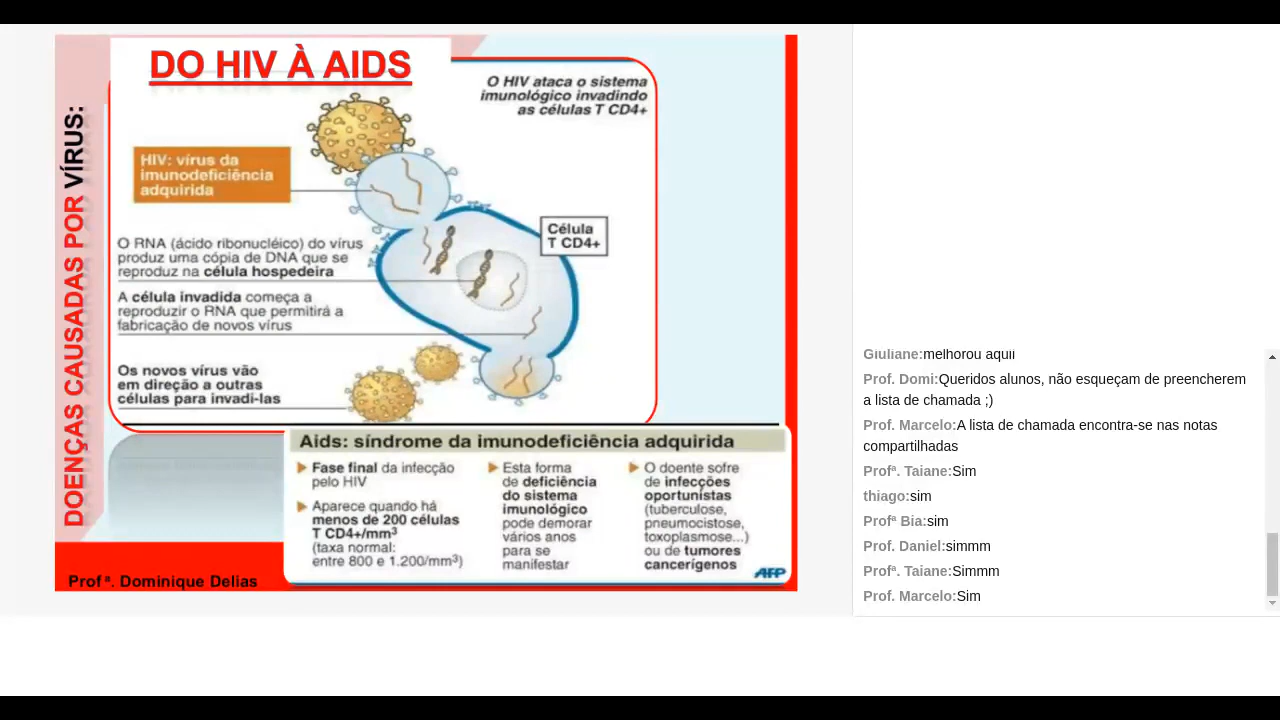 DO HIV À AIDS
DOENÇAS CAUSADAS POR VÍRUS:
O HIV ataca o sistema
imunológico invadindo
as células T CD4+
HIV: vírus da
imunodeficiência
adquirida
Célula
T CD4+
O RNA (ácido ribonucléico) do vírus
produz uma cópia de DNA que se
reproduz na célula hospedeira
A célula invadida começa a
reproduzir o RNA que permitirá a
fabricação de novos vírus
Os novos vírus vão
em direção a outras
células para invadi-las
Aids: síndrome da imunodeficiência adquirida
Fase final da infecção
pelo HIV
Aparece quando há
menos de 200 células
T CD4+/mm³
(taxa normal:
entre 800 e 1.200/mm³)
Esta forma
de deficiência
do sistema
imunológico
pode demorar
vários anos
para se
manifestar
O doente sofre
de infecções
oportunistas
(tuberculose,
pneumocistose,
toxoplasmose...)
ou de tumores
cancerígenos
AFP
Profª. Dominique Delias
Giuliane:melhorou aquii
Prof. Domi:Queridos alunos, não esqueçam de preencherem
a lista de chamada ;)
Prof. Marcelo:A lista de chamada encontra-se nas notas
compartilhadas
Profª. Taiane:Sim
thiago:sim
Profª Bia:sim
Prof. Daniel:simmm
Profª. Taiane:Simmm
Prof. Marcelo:Sim